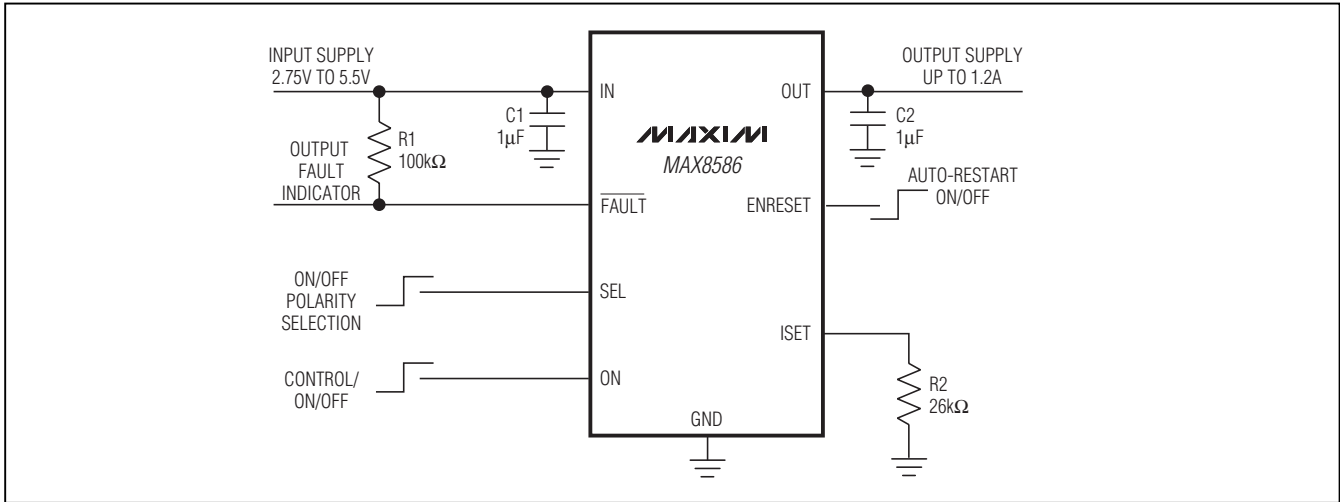 INPUT SUPPLY
2.75V TO 5.5V
OUTPUT
FAULT
INDICATOR
R1
100kΩ
C1
1μF
ON/OFF
POLARITY
SELECTION
CONTROL/
ON/OFF
IN
FAULT
SEL
ON
MAXIM
MAX8586
GND
OUT
ENRESET
ISET
OUTPUT SUPPLY
UP TO 1.2A
C2
1μF
AUTO-RESTART
ON/OFF
R2
26kΩ